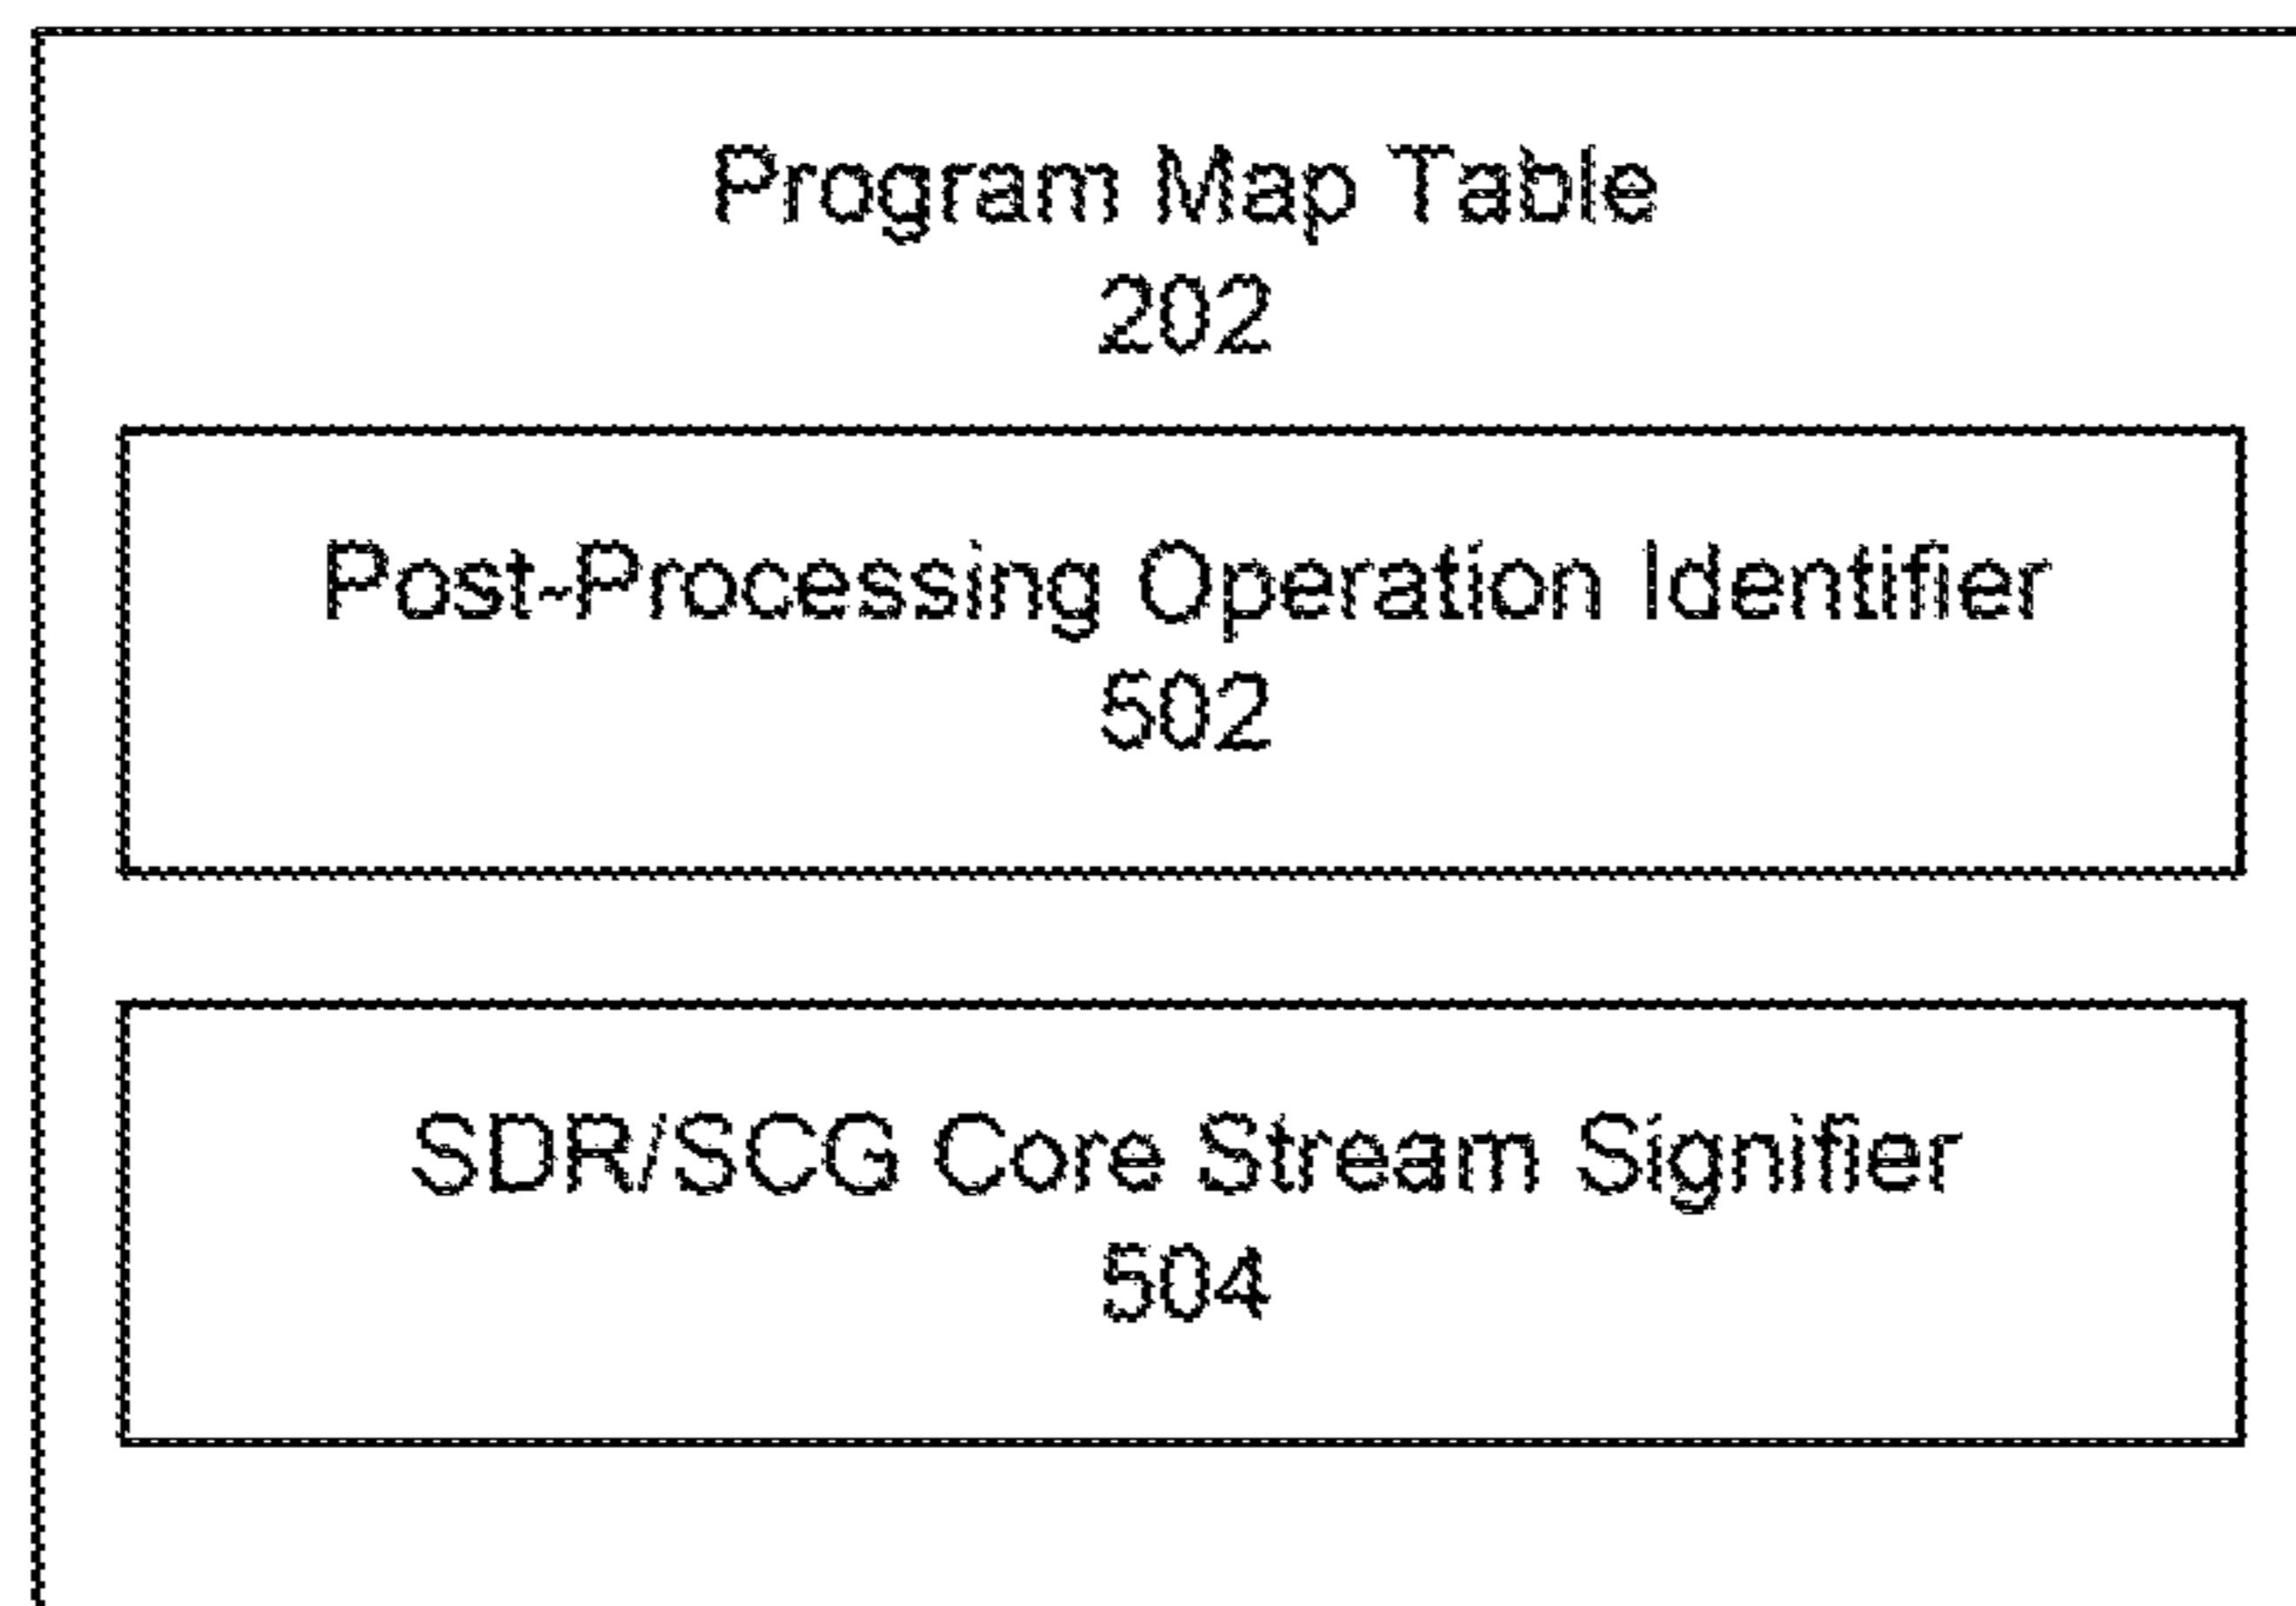 Program Map Table
202
Post-Processing Operation Identifier
502
SDR/SCG Core Stream Signifier
504